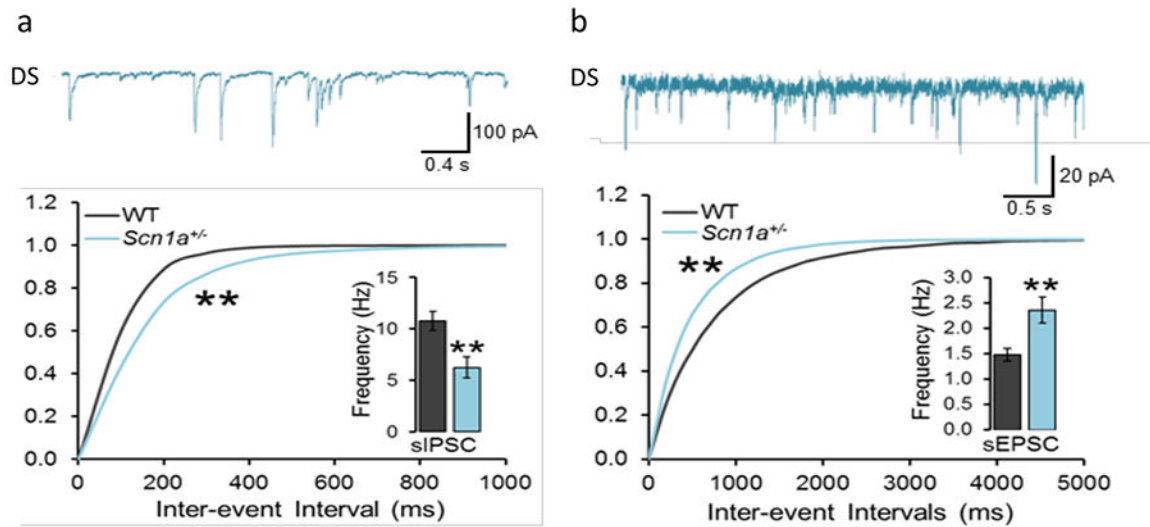 a
DS
100 pA
0.4 s
1.2
1.0
0.8
0.6
0.4
0.2
0.0
WT
Scn1a+/-
**
15
10
5
0
Frequency (Hz)
**
sIPSC
0 200 400 600 800 1000
Inter-event Interval (ms)
b
DS
20 pA
0.5 s
1.2
1.0
0.8
0.6
0.4
0.2
0.0
WT
Scn1a+/-
**
3.0
2.5
2.0
1.5
1.0
0.5
0.0
Frequency (Hz)
**
sEPSC
0 1000 2000 3000 4000 5000
Inter-event Intervals (ms)